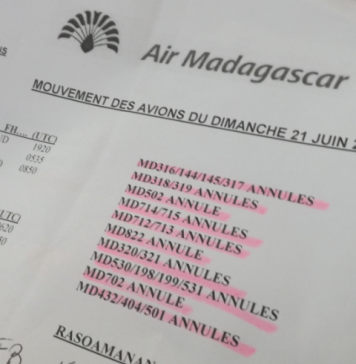 Air Madagascar
MOUVEMENT DES AVIONS DU DIMANCHE 21 JUIN 2
(UTC)
1920
0535
0850
MD316/144/145/317 ANNULES
MD318/319 ANNULES
MD502 ANNULE
MD714/715 ANNULES
MD712/713 ANNULES
MD822 ANNULE
MD320/321 ANNULES
MD530/198/199/531 ANNULES
MD702 ANNULE
MD432/404/501 ANNULES
RASOAMANAN